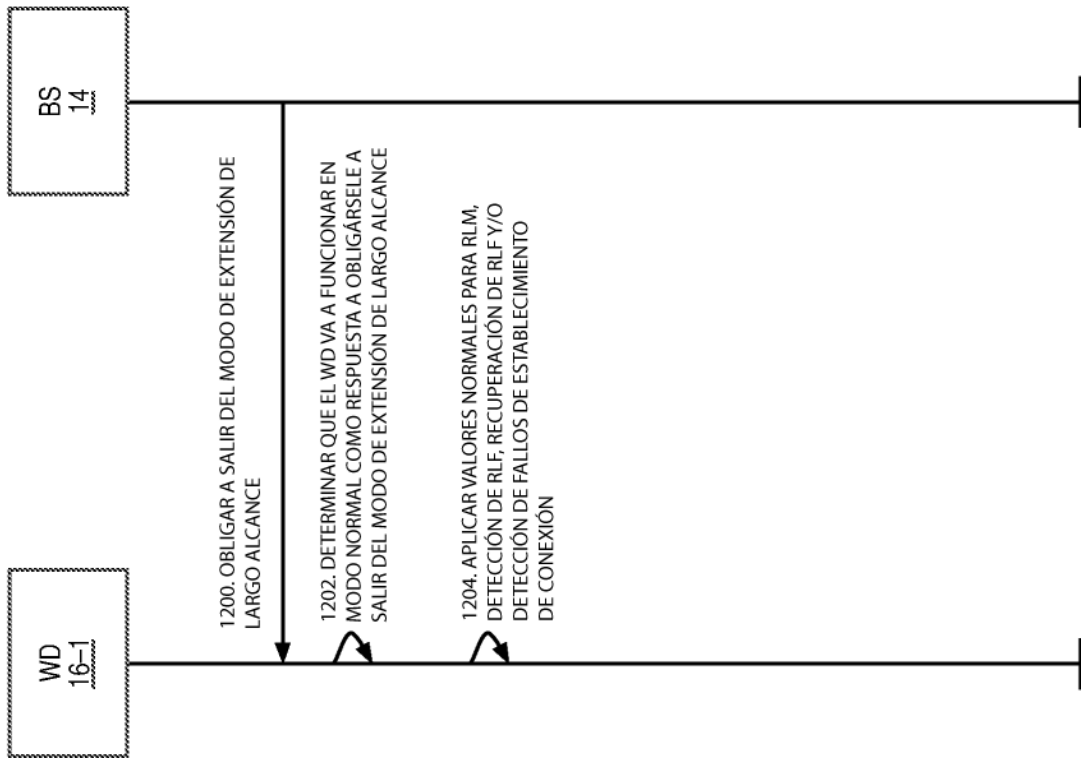 WD
16–1
BS
14
1200. OBLIGAR A SALIR DEL MODO DE EXTENSIÓN DE
LARGO ALCANCE
1202. DETERMINAR QUE EL WD VA A FUNCIONAR EN
MODO NORMAL COMO RESPUESTA A OBLIGÁRSELE A
SALIR DEL MODO DE EXTENSIÓN DE LARGO ALCANCE
1204. APLICAR VALORES NORMALES PARA RLM,
DETECCIÓN DE RLF, RECUPERACIÓN DE RLF Y/O
DETECCIÓN DE FALLOS DE ESTABLECIMIENTO
DE CONEXIÓN